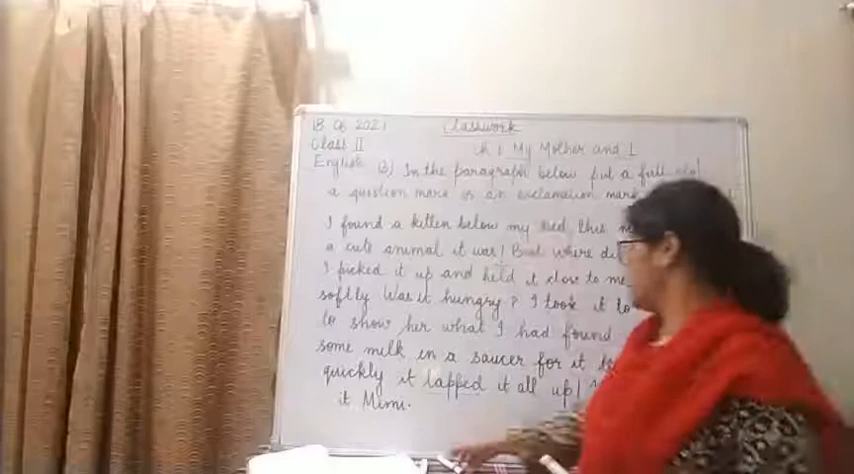 18 06 2021 Classwork
Class II Ch 1 My Mother and I
English B) In the paragraph below put a full
a question mark or an exclamation mark
I found a kitten below my bed this
a cute animal it was! But where
I picked it up and held it close to me
softly Was it hungry? I took it
to show her what I had found
some milk in a saucer for it
quickly it lapped it all up!
it Mimi.